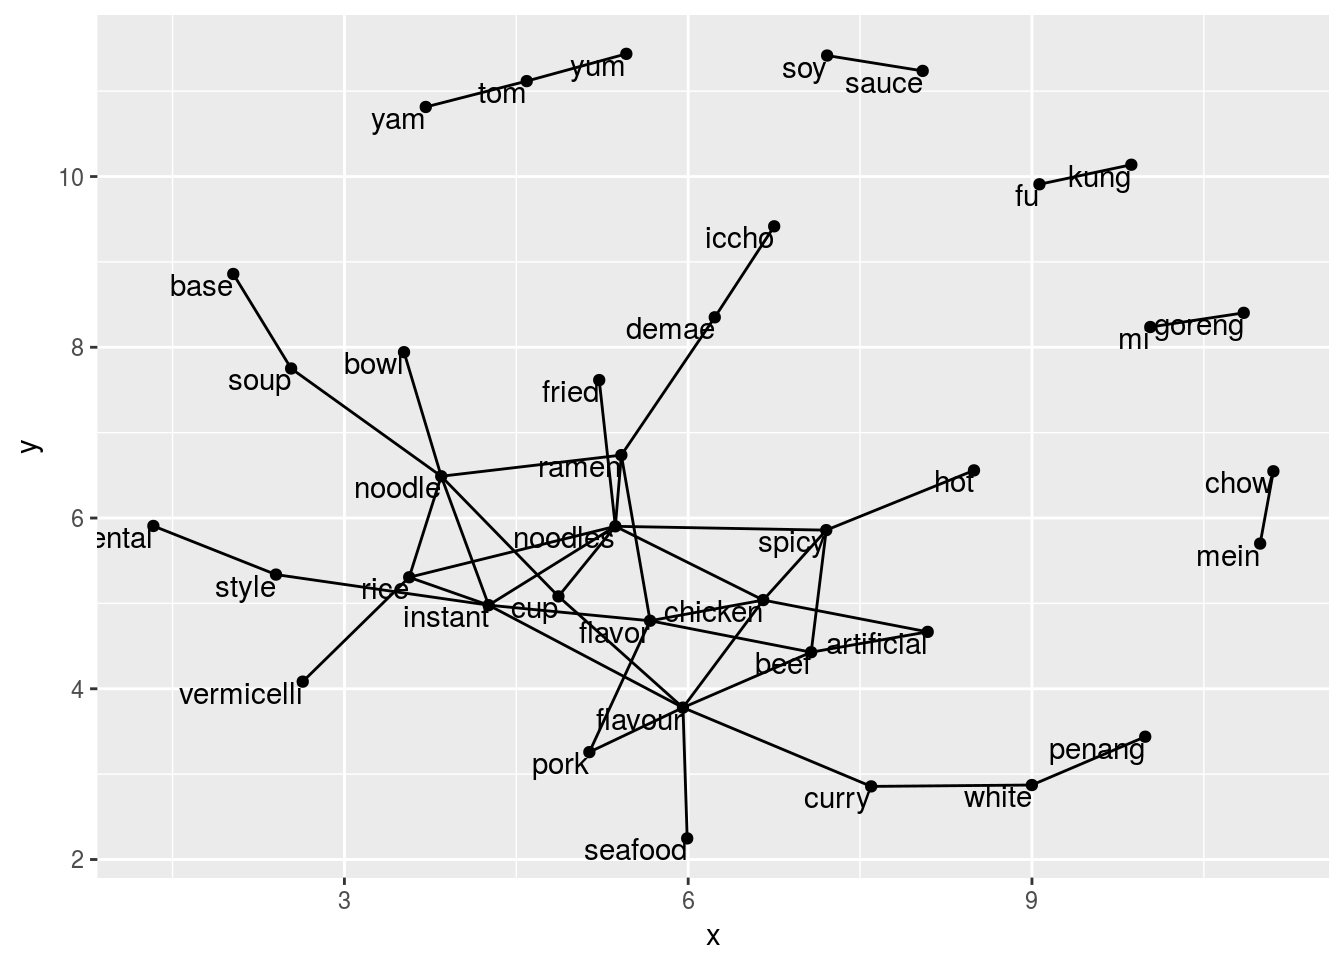 yum
soy
tom
sauce
yam
10
kung
fu
iccho
base
demae
goreng
mi
8
bowl
soup
fried
y
ramen
hot
chow
noodle
6
ental
noodles
spicy
mein
style
rice
cup
chicken
instant
flavor
artificial
beef
4
vermicelli
flavour
penang
pork
curry
white
seafood
2
3
6
9
x